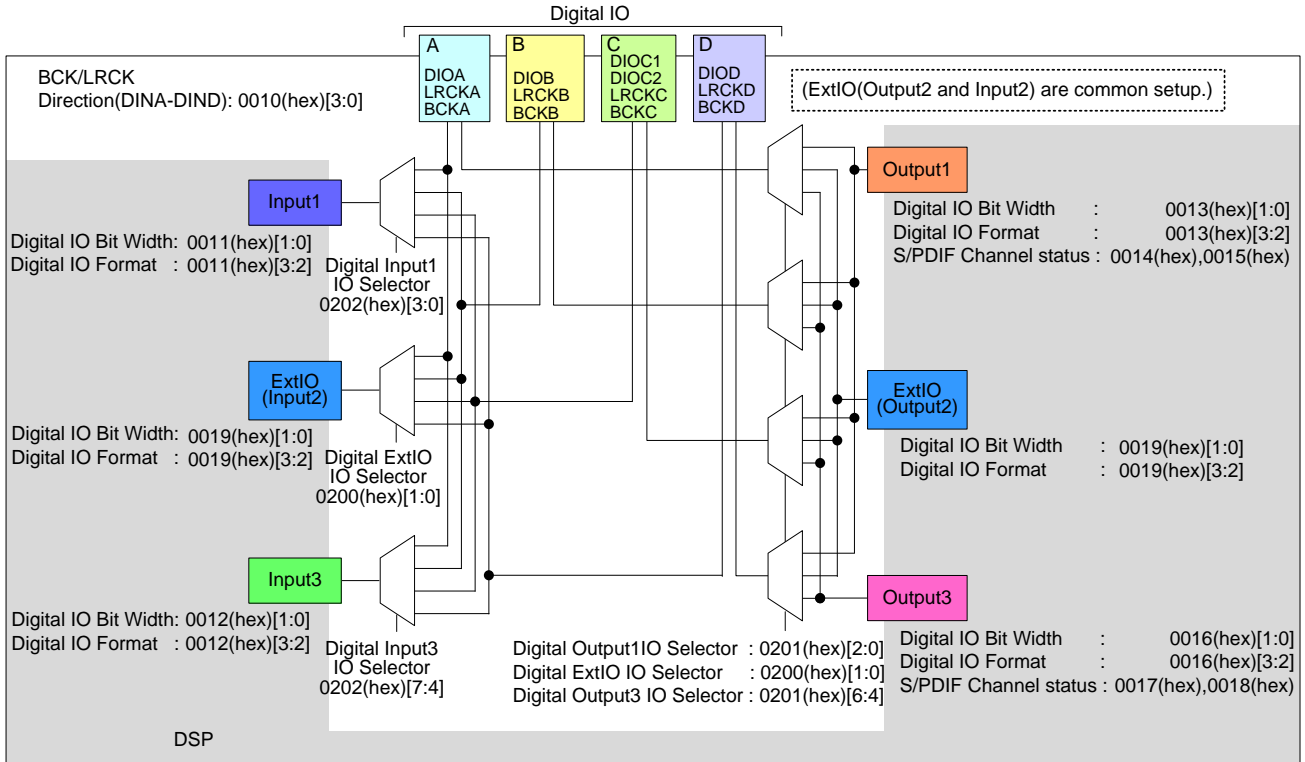 Digital IO
A
DIOA
LRCKA
BCKA
B
DIOB
LRCKB
BCKB
C
DIOC1
DIOC2
LRCKC
BCKC
D
DIOD
LRCKD
BCKD
BCK/LRCK
Direction(DINA-DIND): 0010(hex)[3:0]
(ExtIO(Output2 and Input2) are common setup.)
Input1
Digital IO Bit Width: 0011(hex)[1:0]
Digital IO Format : 0011(hex)[3:2]
Digital Input1
IO Selector
0202(hex)[3:0]
Output1
Digital IO Bit Width : 0013(hex)[1:0]
Digital IO Format : 0013(hex)[3:2]
S/PDIF Channel status : 0014(hex),0015(hex)
ExtIO
(Input2)
Digital IO Bit Width: 0019(hex)[1:0]
Digital IO Format : 0019(hex)[3:2]
Digital ExtIO
IO Selector
0200(hex)[1:0]
ExtIO
(Output2)
Digital IO Bit Width : 0019(hex)[1:0]
Digital IO Format : 0019(hex)[3:2]
Input3
Digital IO Bit Width: 0012(hex)[1:0]
Digital IO Format : 0012(hex)[3:2]
Digital Input3
IO Selector
0202(hex)[7:4]
Digital Output1IO Selector : 0201(hex)[2:0]
Digital ExtIO IO Selector : 0200(hex)[1:0]
Digital Output3 IO Selector : 0201(hex)[6:4]
Output3
Digital IO Bit Width : 0016(hex)[1:0]
Digital IO Format : 0016(hex)[3:2]
S/PDIF Channel status : 0017(hex),0018(hex)
DSP